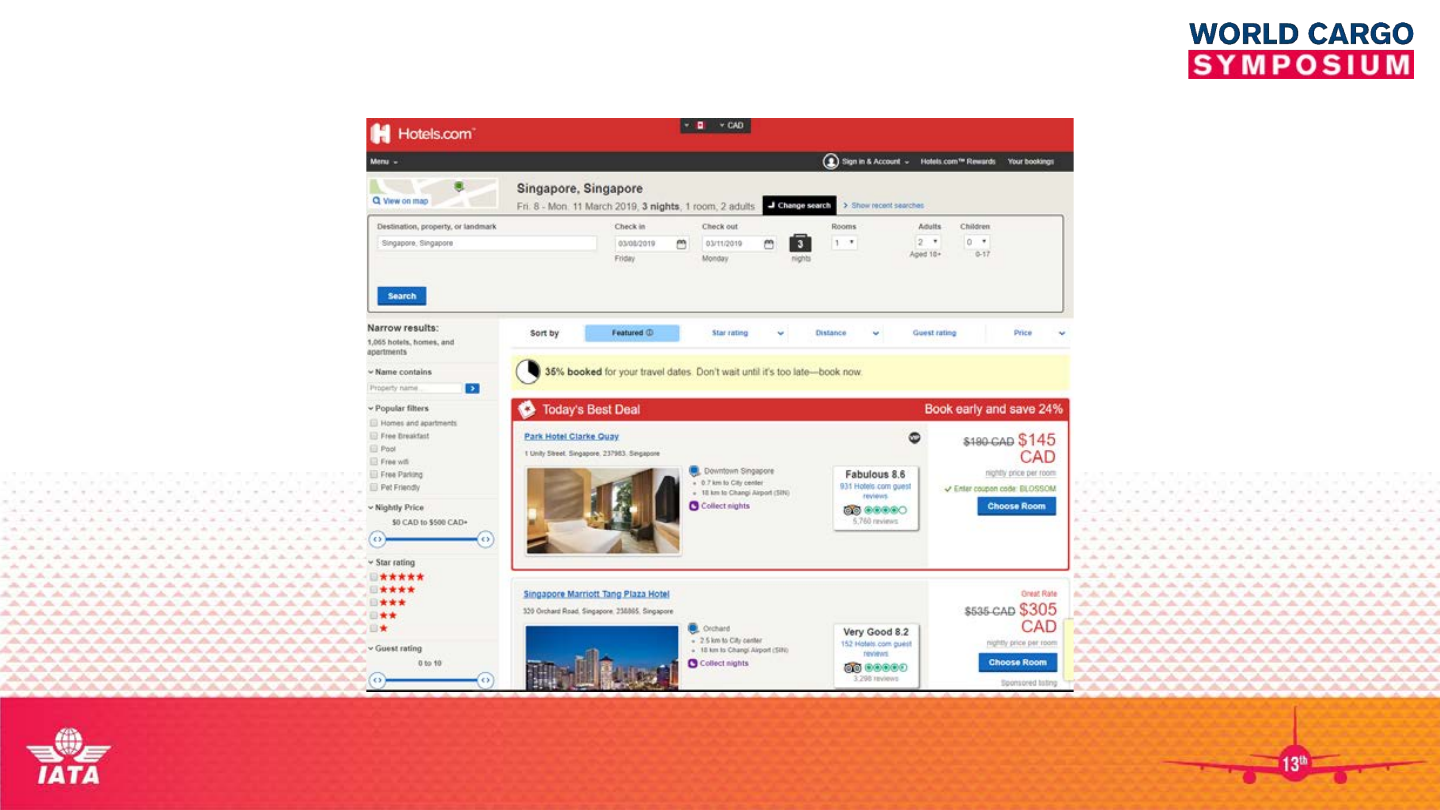 WORLD CARGO
SYMPOSIUM
Hotels.com
CAD
Menu
Sign in & Account
Hotels.com™ Rewards
Your bookings
View on map
Singapore, Singapore
Fri. 8 - Mon. 11 March 2019, 3 nights, 1 room, 2 adults
Change search
Show recent searches
Destination, property, or landmark
Check in
Check out
Rooms
Adults
Children
Singapore, Singapore
03/08/2019
03/11/2019
3
1
2
0
Friday
Monday
nights
Aged 18+
0-17
Search
Narrow results:
1,065 hotels, homes, and
apartments
Sort by
Featured
Star rating
Distance
Guest rating
Price
Name contains
Property name ...
35% booked for your travel dates. Don't wait until it's too late—book now.
Popular filters
Homes and apartments
Free Breakfast
Pool
Free wifi
Free Parking
Pet Friendly
Nightly Price
$0 CAD to $500 CAD+
Star rating
Guest rating
0 to 10
Today's Best Deal
Book early and save 24%
Park Hotel Clarke Quay
1 Unity Street, Singapore, 237983, Singapore
Downtown Singapore
0.7 km to City center
18 km to Changi Airport (SIN)
Collect nights
VIP
Fabulous 8.6
931 Hotels.com guest
reviews
5,760 reviews
$190 CAD $145
CAD
nightly price per room
Enter coupon code: BLOSSOM
Choose Room
Singapore Marriott Tang Plaza Hotel
320 Orchard Road, Singapore, 238865, Singapore
Orchard
2.5 km to City center
18 km to Changi Airport (SIN)
Collect nights
Very Good 8.2
152 Hotels.com guest
reviews
3,298 reviews
Great Rate
$535 CAD $305
CAD
nightly price per room
Choose Room
Sponsored listing
IATA
13th